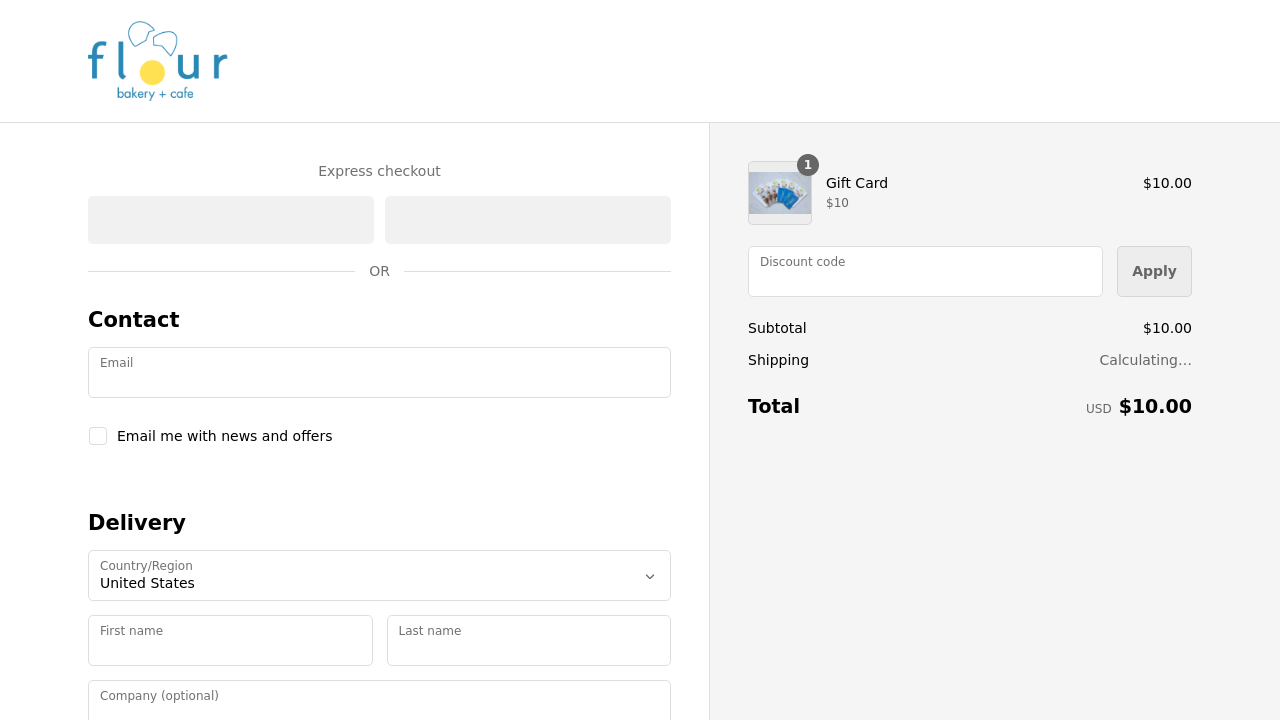 flour
bakery + cafe
Express checkout
OR
Contact
Email
Email me with news and offers
Delivery
Country/Region
United States
First name
Last name
Company (optional)
1
Gift Card
$10.00
$10
Discount code
Apply
Subtotal
$10.00
Shipping
Calculating…
Total
USD $10.00